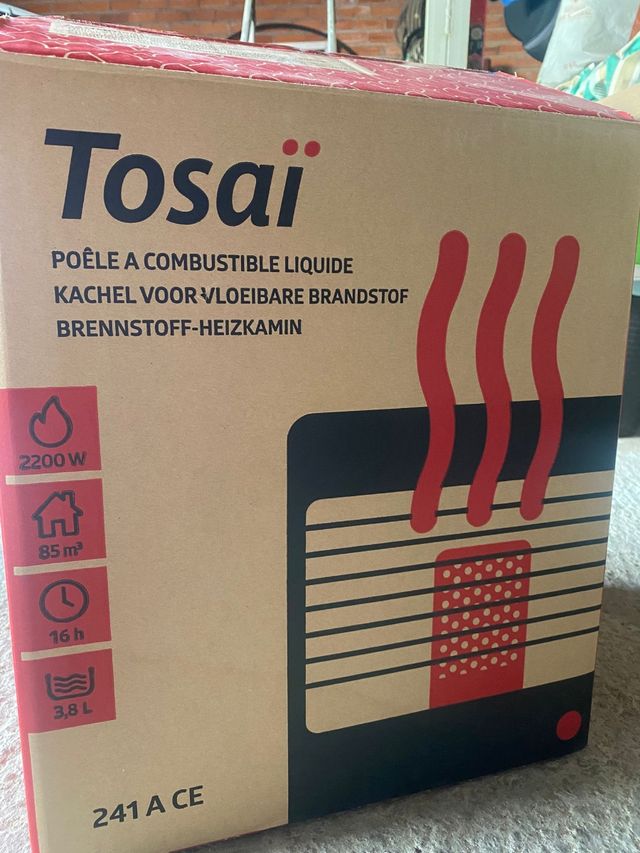 Tosaï
POÊLE A COMBUSTIBLE LIQUIDE
KACHEL VOOR VLOEIBARE BRANDSTOF
BRENNSTOFF-HEIZKAMIN
2200 W
85 m³
16 h
3,8 L
241 A CE